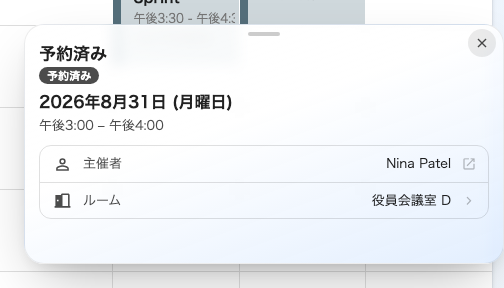 Sprint
午後3:30 - 午後4:3
予約済み
予約済み
2026年8月31日 (月曜日)
午後3:00 – 午後4:00
主催者 Nina Patel
ルーム 役員会議室 D